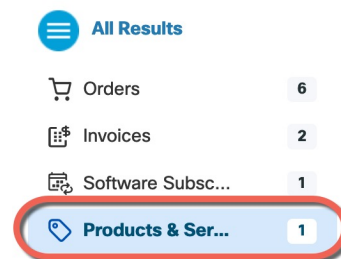 All Results
Orders 6
Invoices 2
Software Subsc... 1
Products & Ser... 1